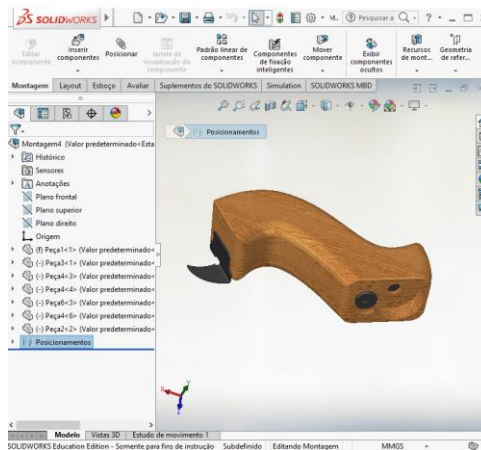 SOLIDWORKS
vt.
Pesquisar a
Editar componente
Inserir componentes
Posicionar
Janela de visualização do componente
Padrão linear de componentes
Componentes de fixação inteligentes
Mover componente
Exibir componentes ocultos
Recursos de mont...
Geometria de refer...
Montagem Layout Esboço Avaliar Suplementos do SOLIDWORKS Simulation SOLIDWORKS MBD
Posicionamentos
Montagem4 (Valor predeterminado<Esta
Histórico
Sensores
Anotações
Plano frontal
Plano superior
Plano direito
Origem
(f) Peça1<1> (Valor predeterminado<
(-) Peça3<1> (Valor predeterminado<
(-) Peça4<3> (Valor predeterminado<
(-) Peça4<4> (Valor predeterminado<
(-) Peça6<3> (Valor predeterminado<
(-) Peça4<6> (Valor predeterminado<
(-) Peça2<2> (Valor predeterminado<
Posicionamentos
Modelo Vistas 3D Estudo de movimento 1
SOLIDWORKS Education Edition - Somente para fins de instrução Subdefinido Editando Montagem MMGS